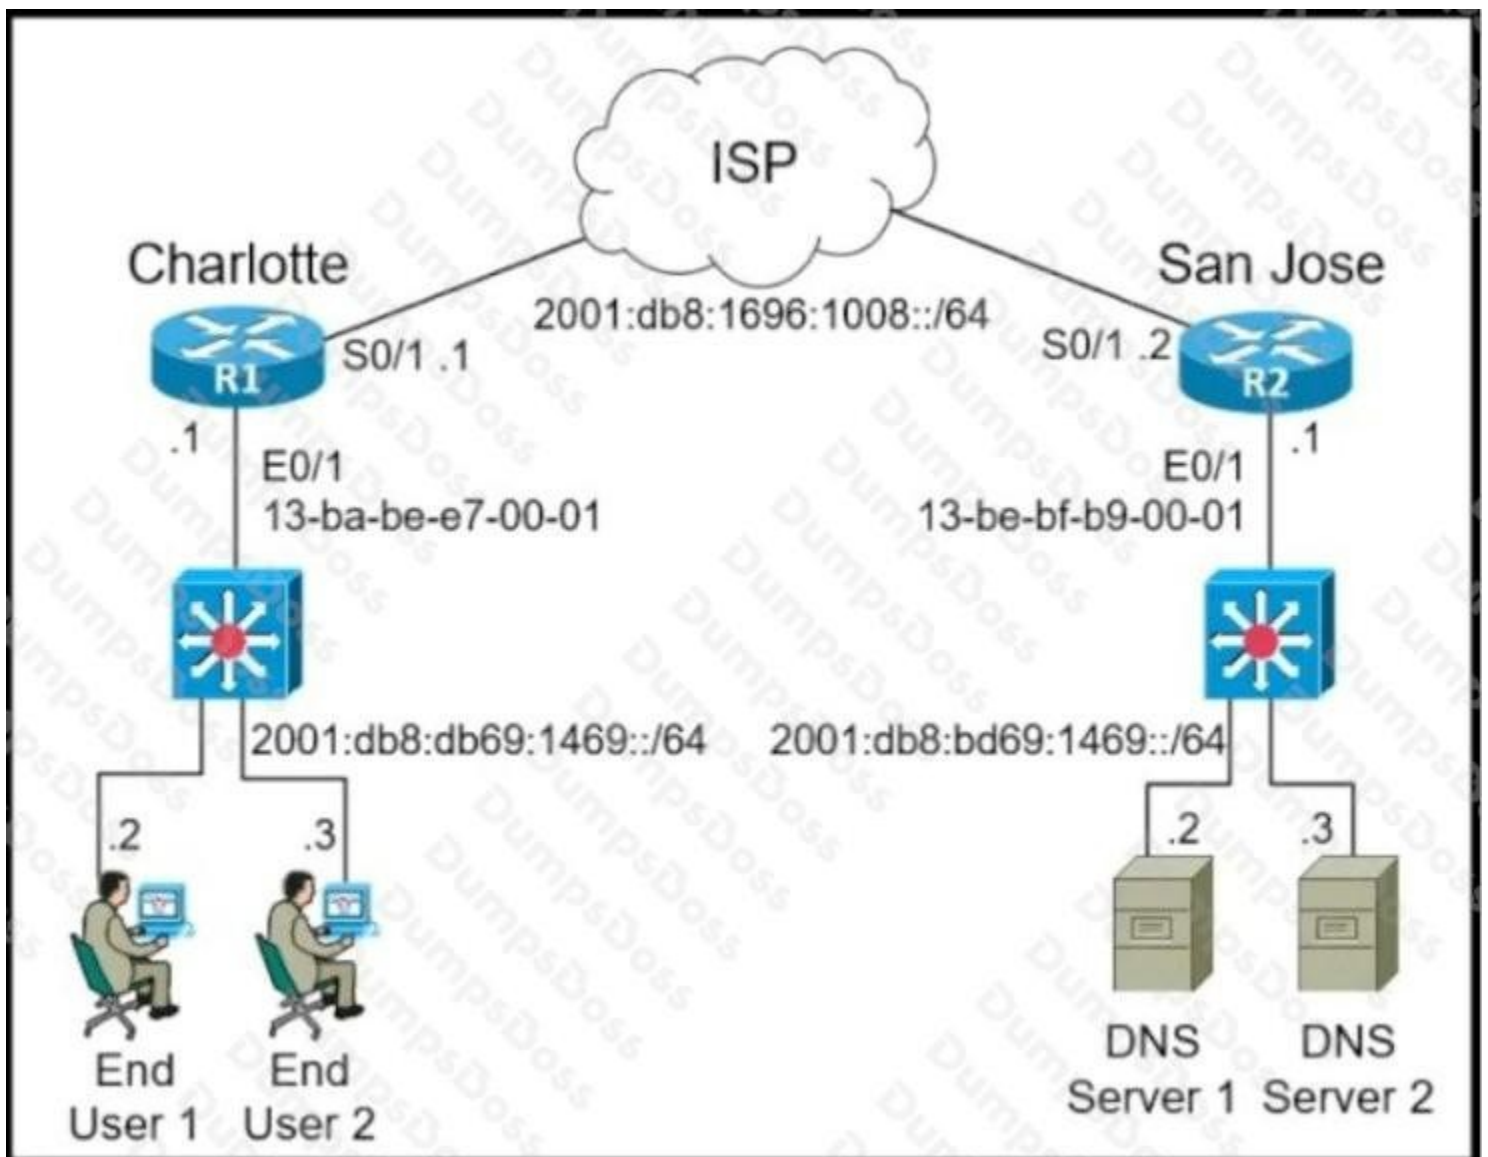 ISP
Charlotte
San Jose
2001:db8:1696:1008::/64
S0/1 .1
S0/1 .2
R1
R2
.1
.1
E0/1
E0/1
13-ba-be-e7-00-01
13-be-bf-b9-00-01
2001:db8:db69:1469::/64
2001:db8:bd69:1469::/64
.2
.3
.2
.3
End
User 1
End
User 2
DNS
Server 1
DNS
Server 2
DumpsDoss